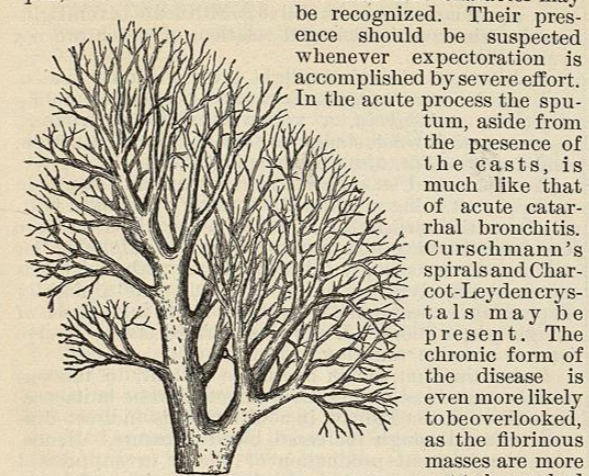 be recognized. Their pres-
ence should be suspected
whenever expectoration is
accomplished by severe effort.
In the acute process the spu-
tum, aside from
the presence of
the casts, is
much like that
of acute catar-
rhal bronchitis.
Curschmann's
spirals and Char-
cot-Leyden crys-
tals may be
present. The
chronic form of
the disease is
even more likely
to be overlooked,
as the fibrinous
masses are more